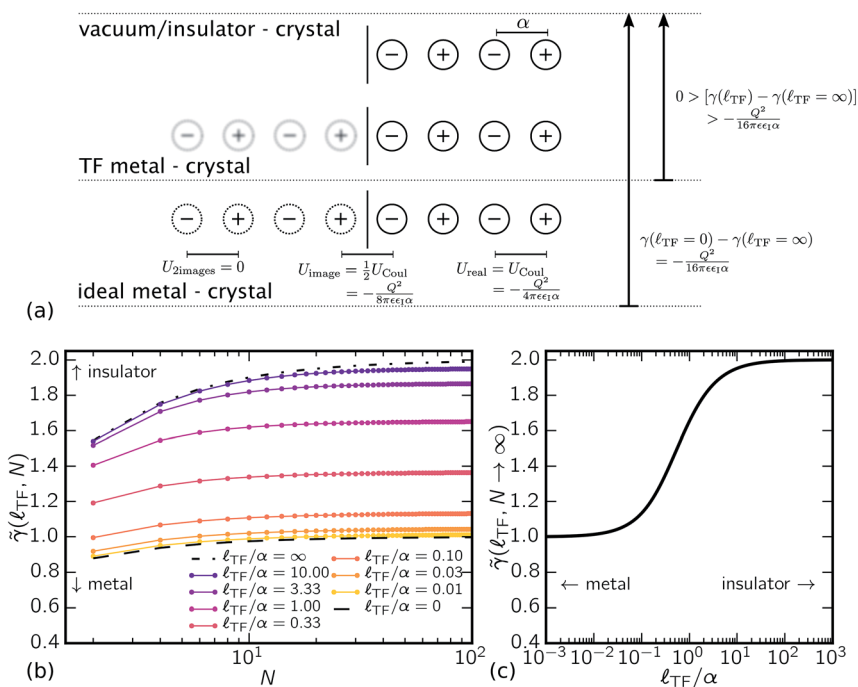 vacuum/insulator - crystal
α
− + − +
0 > [γ(ℓTF) − γ(ℓTF = ∞)]
> −Q²/16πϵϵIα
− + − + − + − +
TF metal - crystal
− + − + − + − +
γ(ℓTF = 0) − γ(ℓTF = ∞)
= −Q²/16πϵϵIα
U2images = 0
Uimage = ½UCoul
= −Q²/8πϵϵIα
Ureal = UCoul
= −Q²/4πϵϵIα
ideal metal - crystal
(a)
γ̃(ℓTF, N)
2.0
1.8
1.6
1.4
1.2
1.0
0.8
0.6
0.4
↑ insulator
↓ metal
ℓTF/α = ∞
ℓTF/α = 10.00
ℓTF/α = 3.33
ℓTF/α = 1.00
ℓTF/α = 0.33
ℓTF/α = 0.10
ℓTF/α = 0.03
ℓTF/α = 0.01
ℓTF/α = 0
10¹ 10²
N
(b)
γ̃(ℓTF, N → ∞)
2.0
1.8
1.6
1.4
1.2
1.0
0.8
0.6
0.4
← metal
insulator →
10⁻³ 10⁻² 10⁻¹ 10⁰ 10¹ 10² 10³
ℓTF/α
(c)